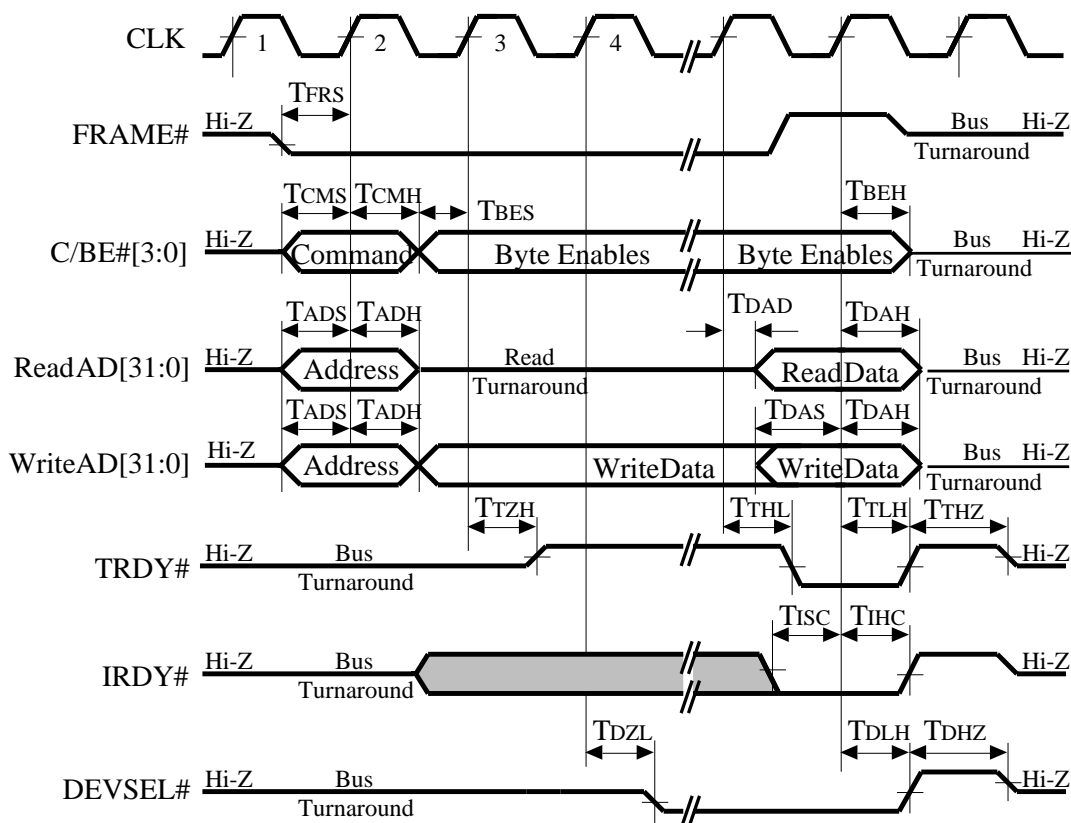 CLK 1 2 3 4
TFRS
FRAME# Hi-Z Bus Hi-Z
Turnaround
TCMS TCMH TBES TBEH
C/BE#[3:0] Hi-Z Command Byte Enables Byte Enables Bus Hi-Z
Turnaround
TADS TADH TDAD TDAH
ReadAD[31:0] Hi-Z Address Read Turnaround ReadData Bus Hi-Z
Turnaround
TADS TADH TDAS TDAH
WriteAD[31:0] Hi-Z Address WriteData WriteData Bus Hi-Z
Turnaround
TTZH TTHL TTLH TTHZ
TRDY# Hi-Z Bus Hi-Z
Turnaround
TISC TIHC
IRDY# Hi-Z Bus Hi-Z
Turnaround
TDZL TDLH TDHZ
DEVSEL# Hi-Z Bus Hi-Z
Turnaround